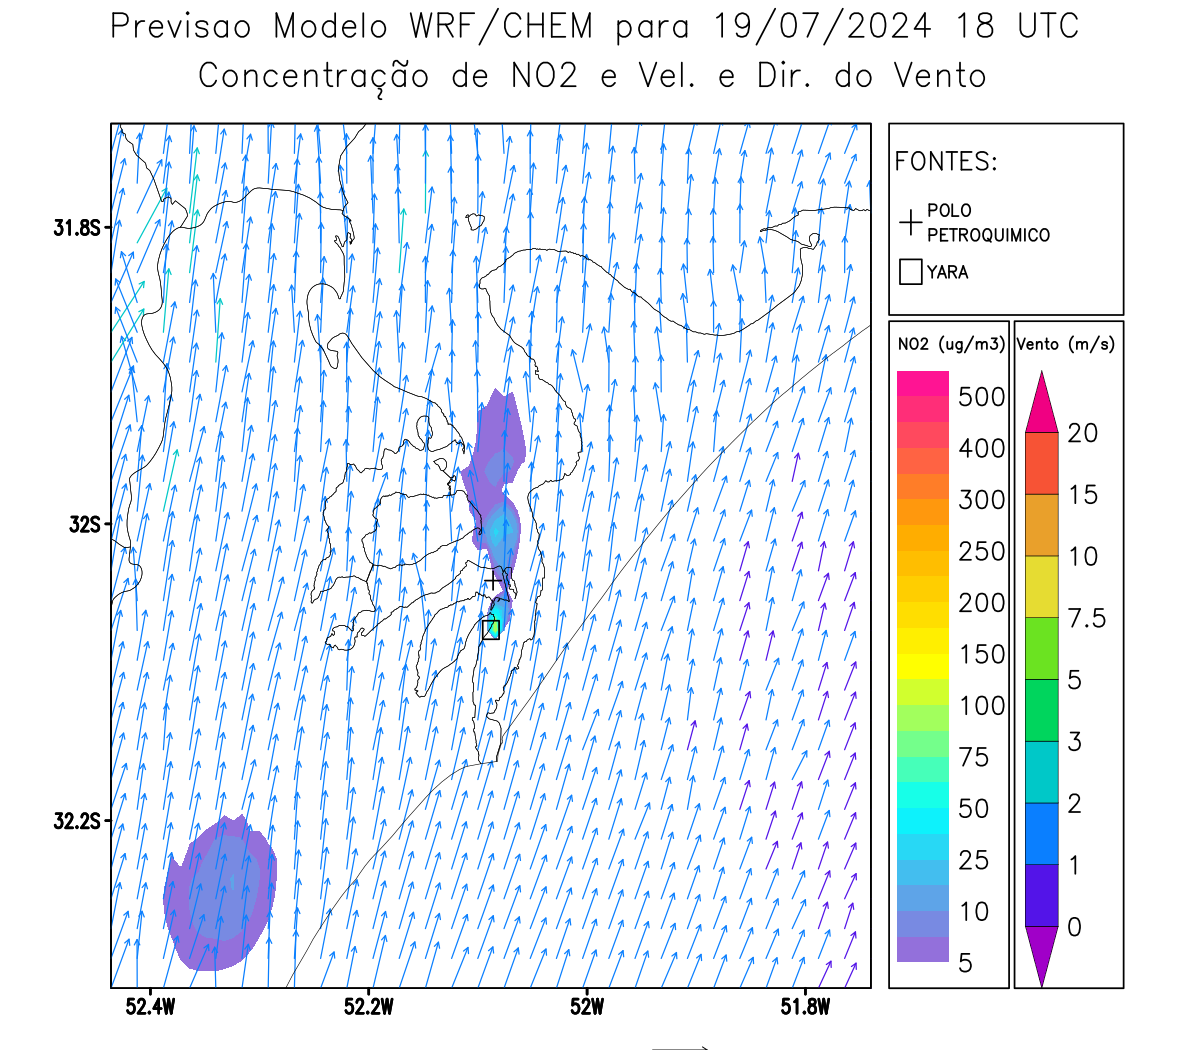 Previsao Modelo WRF/CHEM para 19/07/2024 18 UTC
Concentração de NO2 e Vel. e Dir. do Vento
FONTES:
POLO
PETROQUIMICO
YARA
31.8S
32S
32.2S
52.4W
52.2W
52W
51.8W
NO2 (ug/m3)
500
400
300
250
200
150
100
75
50
25
10
5
Vento (m/s)
20
15
10
7.5
5
3
2
1
0